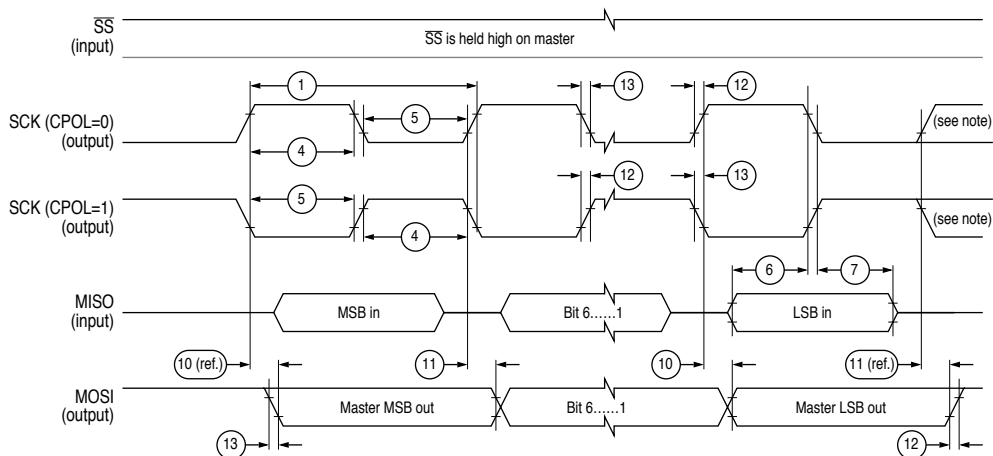 SS
(input)
SS is held high on master
1
13
12
SCK (CPOL=0)
(output)
5
(see note)
4
12
13
SCK (CPOL=1)
(output)
5
(see note)
4
6
7
MISO
(input)
MSB in
Bit 6......1
LSB in
10 (ref.)
11
10
11 (ref.)
MOSI
(output)
Master MSB out
Bit 6......1
Master LSB out
13
12